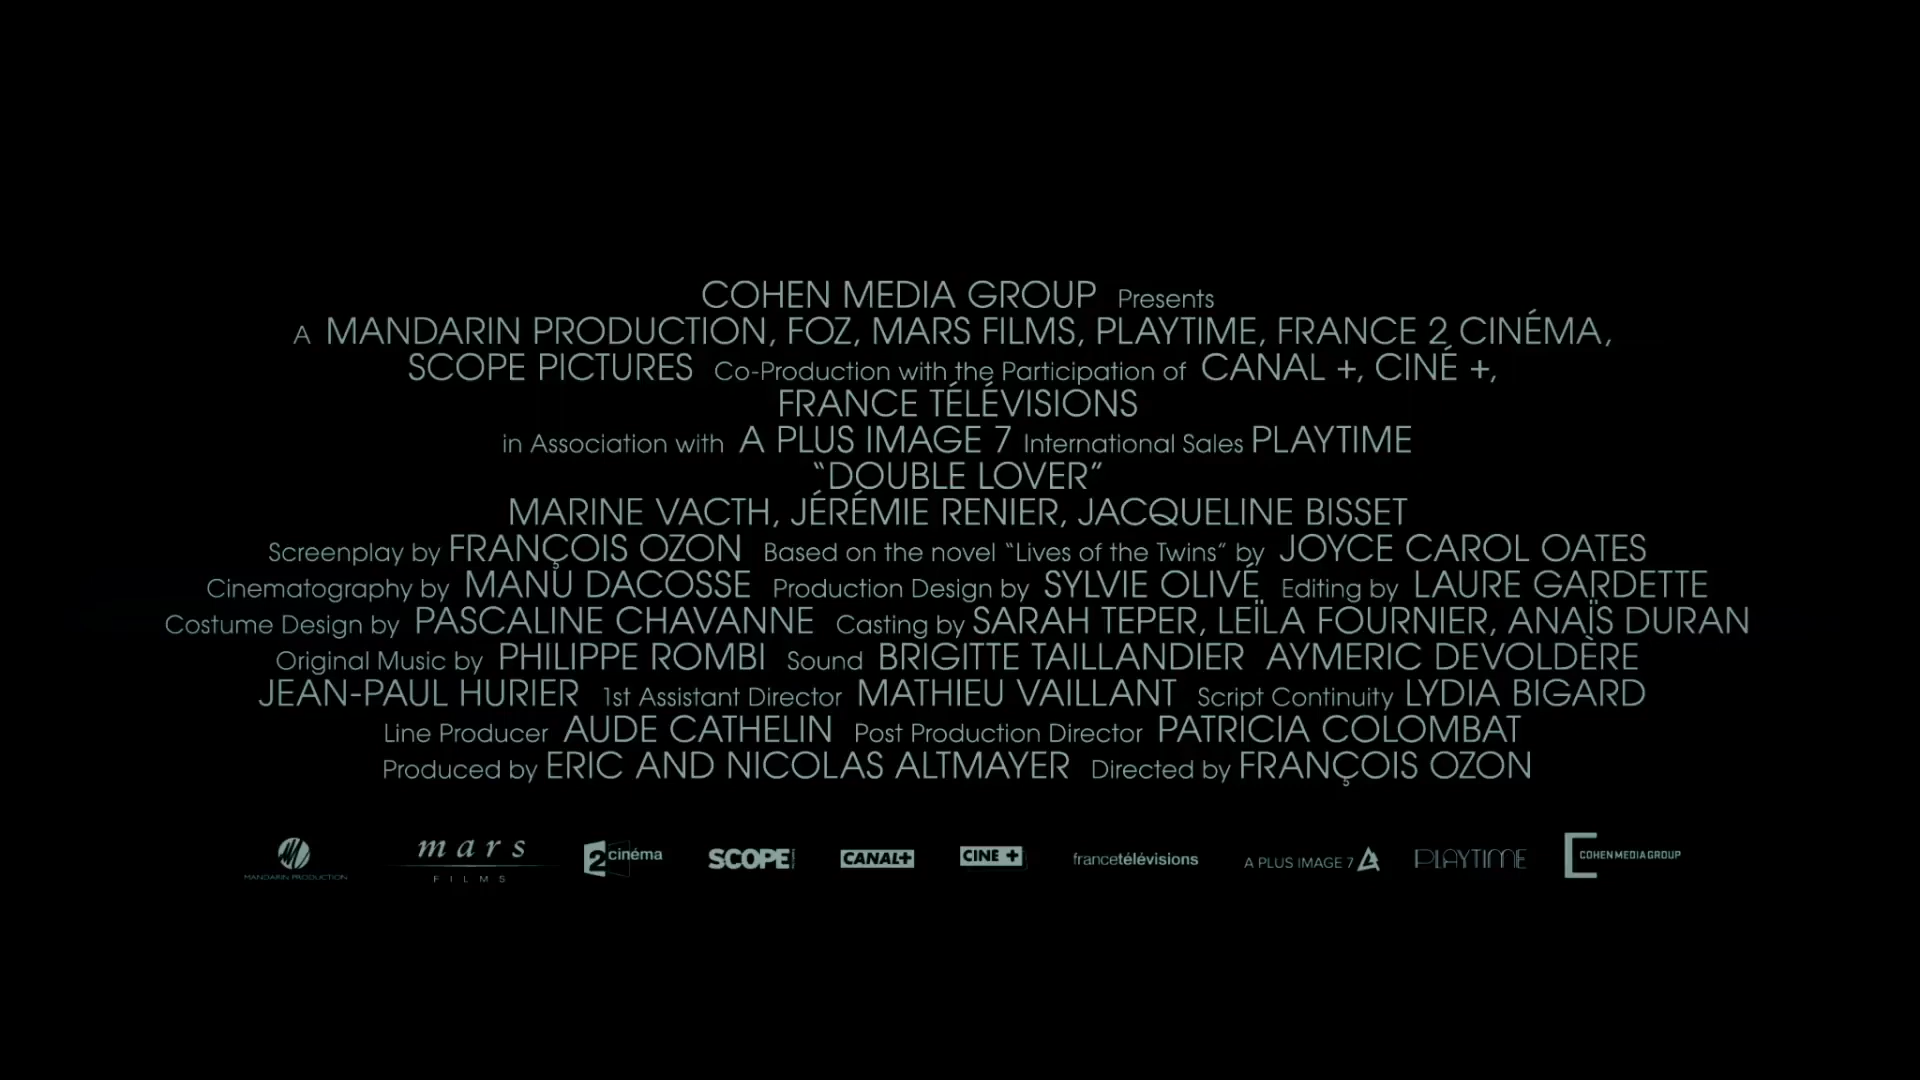 COHEN MEDIA GROUP Presents
A MANDARIN PRODUCTION, FOZ, MARS FILMS, PLAYTIME, FRANCE 2 CINÉMA,
SCOPE PICTURES Co-Production with the Participation of CANAL +, CINÉ +,
FRANCE TÉLÉVISIONS
in Association with A PLUS IMAGE 7 International Sales PLAYTIME
“DOUBLE LOVER”
MARINE VACTH, JÉRÉMIE RENIER, JACQUELINE BISSET
Screenplay by FRANÇOIS OZON Based on the novel “Lives of the Twins” by JOYCE CAROL OATES
Cinematography by MANU DACOSSE Production Design by SYLVIE OLIVÉ Editing by LAURE GARDETTE
Costume Design by PASCALINE CHAVANNE Casting by SARAH TEPER, LEÏLA FOURNIER, ANAÏS DURAN
Original Music by PHILIPPE ROMBI Sound BRIGITTE TAILLANDIER AYMERIC DEVOLDÈRE
JEAN-PAUL HURIER 1st Assistant Director MATHIEU VAILLANT Script Continuity LYDIA BIGARD
Line Producer AUDE CATHELIN Post Production Director PATRICIA COLOMBAT
Produced by ERIC AND NICOLAS ALTMAYER Directed by FRANÇOIS OZON
MANDARIN PRODUCTION
mars FILMS
2 cinéma
SCOPE
CANAL+
CINE +
francetélévisions
A PLUS IMAGE 7
PLAYTIME
COHEN MEDIA GROUP